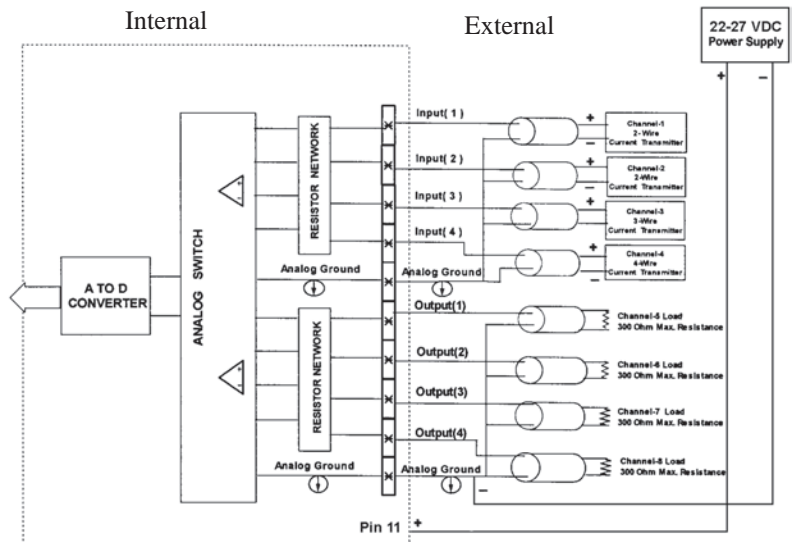 Internal
External
22-27 VDC
Power Supply
+
–
Input( 1 )
+
–
Channel-1
2- Wire
Current Transmitter
Input( 2 )
+
–
Channel-2
2-Wire
Current Transmitter
Input( 3 )
+
Channel-3
3-Wire
Current Transmitter
Input( 4 )
+
–
Channel-4
4-Wire
Current Transmitter
RESISTOR NETWORK
Analog Ground
Analog Ground
A TO D
CONVERTER
ANALOG SWITCH
Output(1)
Channel-5 Load
300 Ohm Max. Resistance
Output(2)
Channel-6 Load
300 Ohm Max. Resistance
Output(3)
Channel-7 Load
300 Ohm Max. Resistance
Output(4)
Channel-8 Load
300 Ohm Max. Resistance
RESISTOR NETWORK
Analog Ground
Analog Ground
–
Pin 11
+